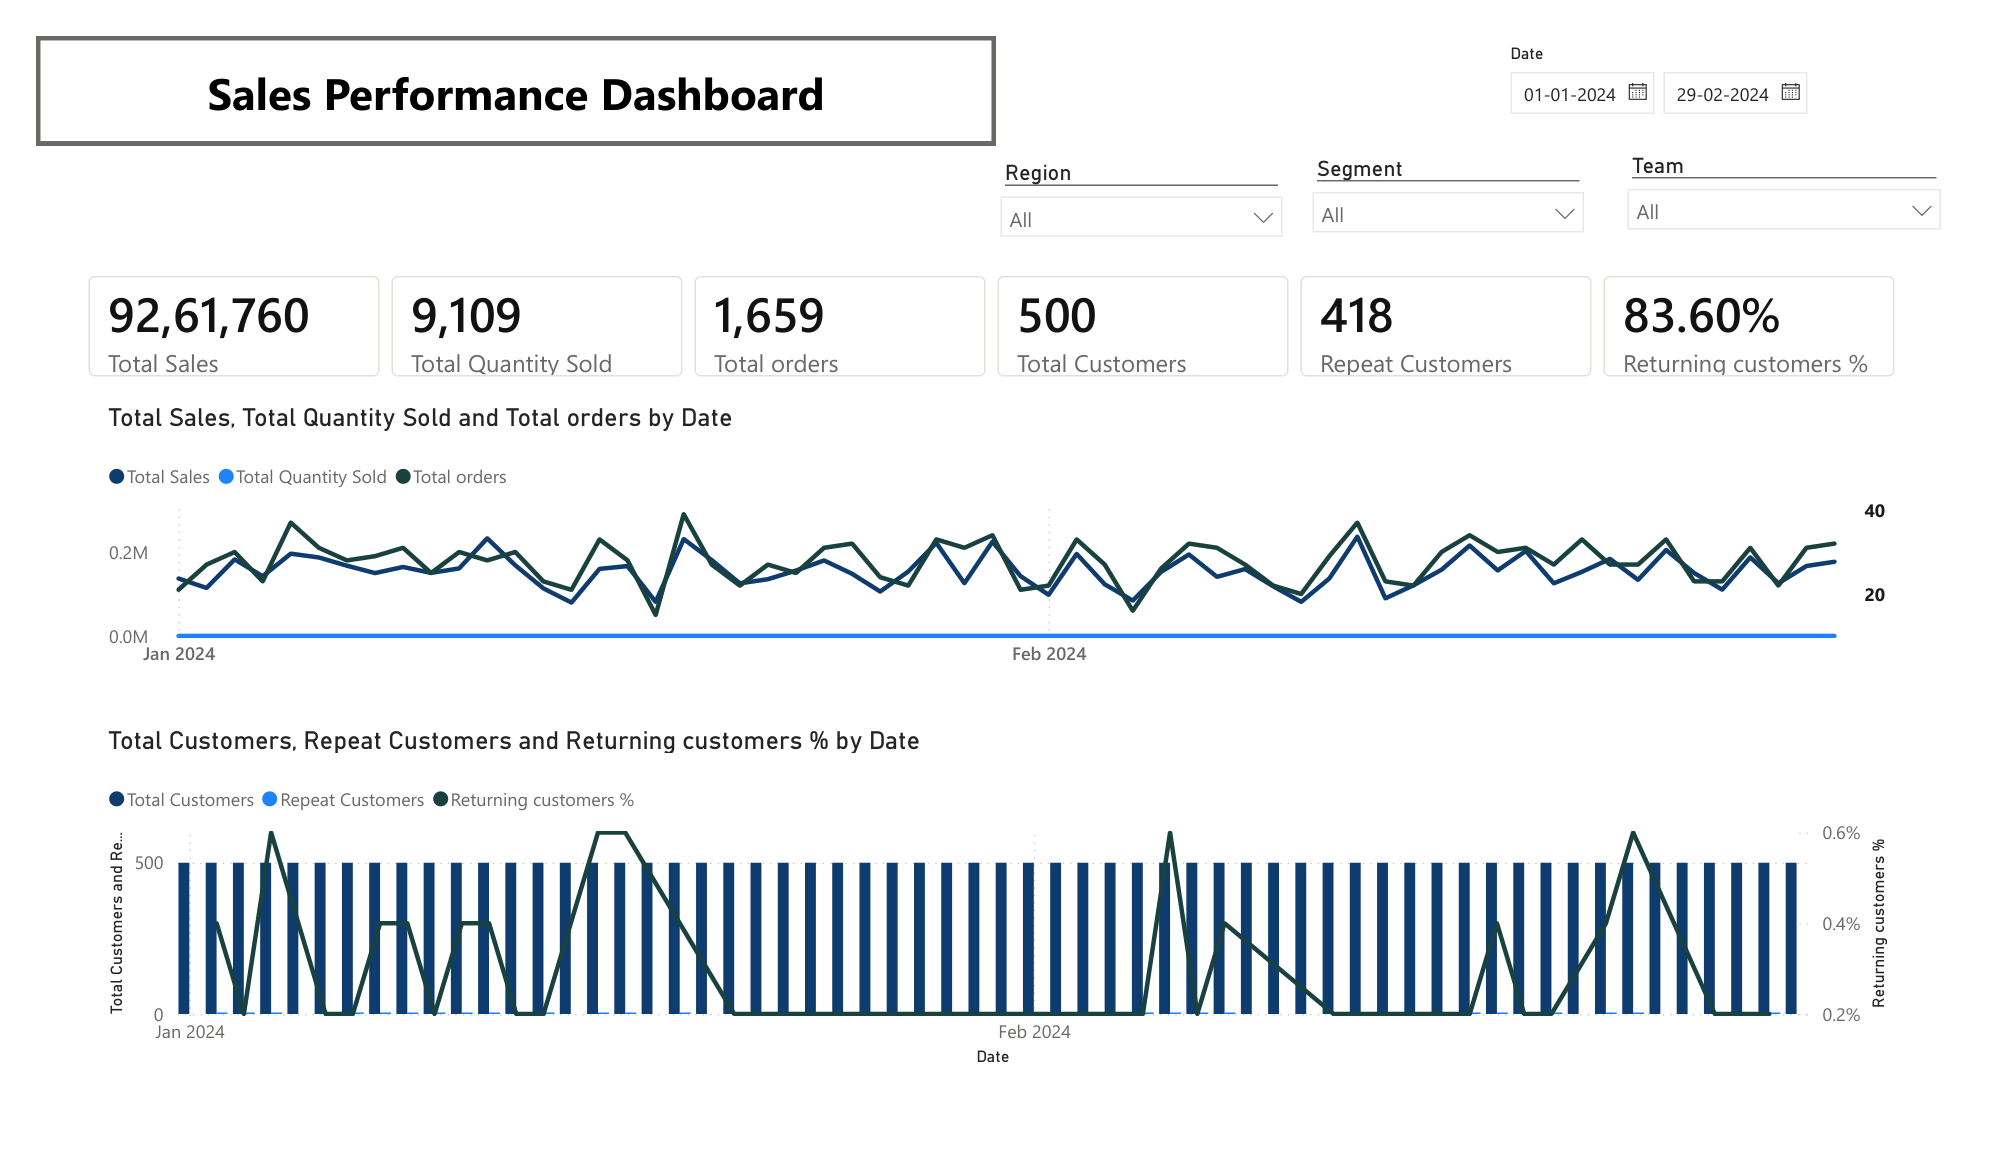 Sales Performance Dashboard
Date
01-01-2024 29-02-2024
Region Segment Team
All All All
92,61,760 9,109 1,659 500 418 83.60%
Total Sales Total Quantity Sold Total orders Total Customers Repeat Customers Returning customers %
Total Sales, Total Quantity Sold and Total orders by Date
Total Sales Total Quantity Sold Total orders
40
0.2M
20
0.0M
Jan 2024 Feb 2024
Total Customers, Repeat Customers and Returning customers % by Date
Total Customers Repeat Customers Returning customers %
Total Customers and Re...
500
0
0.6%
0.4%
0.2%
Returning customers %
Jan 2024 Feb 2024
Date